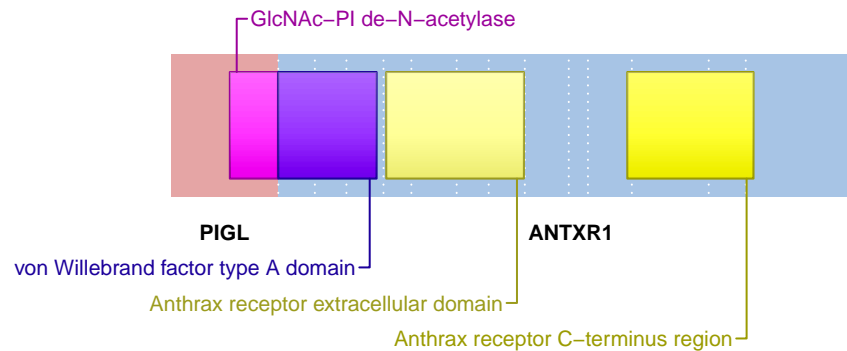 GlcNAc−PI de−N−acetylase
PIGL
ANTXR1
von Willebrand factor type A domain
Anthrax receptor extracellular domain
Anthrax receptor C−terminus region